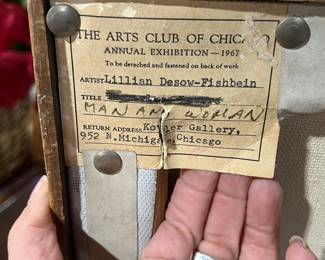 THE ARTS CLUB OF CHICAGO
ANNUAL EXHIBITION—1967
To be detached and fastened on back of work
ARTIST Lillian Desow-Fishbein
TITLE
MAN AND WOMAN
RETURN ADDRESS Kovler Gallery,
952 N. Michigan, Chicago